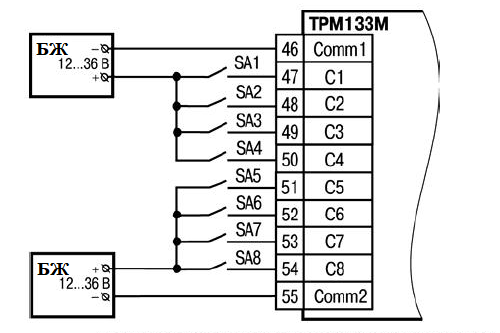 ТРМ133М
БЖ – 46 Comm1
12...36 В
+ SA1 47 C1
SA2 48 C2
SA3 49 C3
SA4 50 C4
SA5 51 C5
SA6 52 C6
SA7 53 C7
БЖ + SA8 54 C8
12...36 В
– 55 Comm2